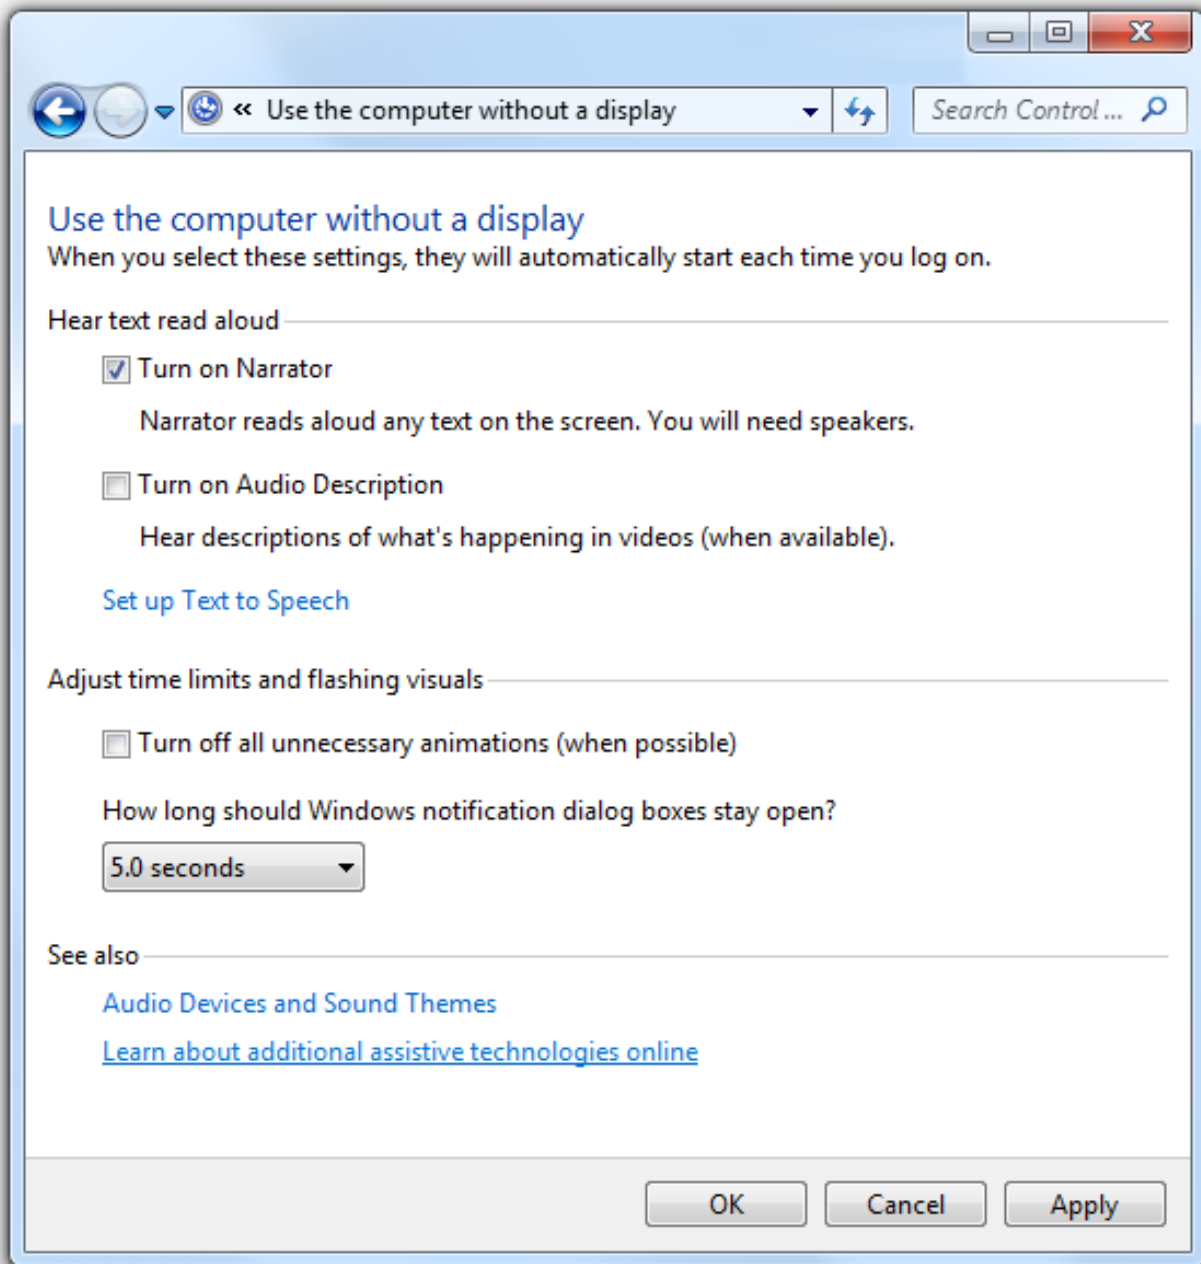 « Use the computer without a display
Search Control ...
Use the computer without a display
When you select these settings, they will automatically start each time you log on.
Hear text read aloud
Turn on Narrator
Narrator reads aloud any text on the screen. You will need speakers.
Turn on Audio Description
Hear descriptions of what's happening in videos (when available).
Set up Text to Speech
Adjust time limits and flashing visuals
Turn off all unnecessary animations (when possible)
How long should Windows notification dialog boxes stay open?
5.0 seconds
See also
Audio Devices and Sound Themes
Learn about additional assistive technologies online
OK Cancel Apply